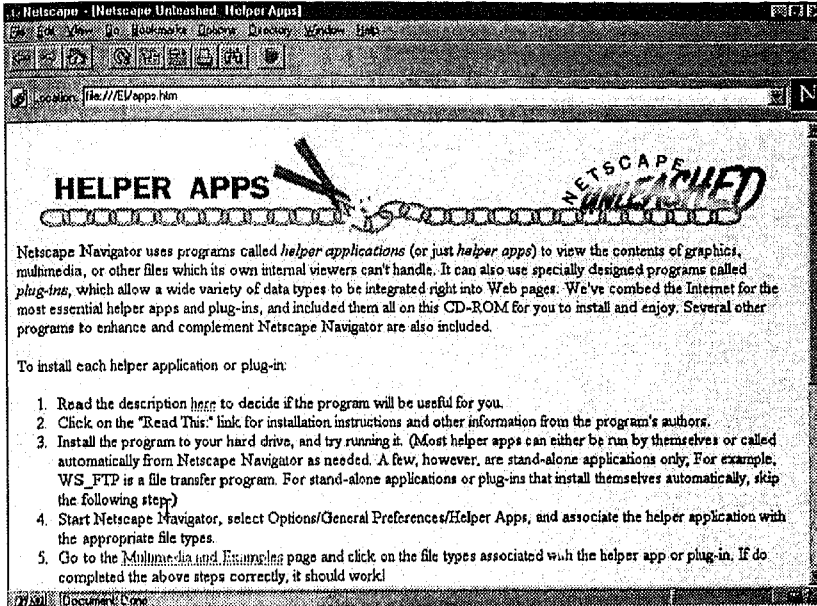 Netscape - [Netscape Unleashed: Helper Apps]
File Edit View Go Bookmarks Options Directory Window Help
Location: file:///E|/apps.htm
N
HELPER APPS
NETSCAPE
UNLEASHED
Netscape Navigator uses programs called helper applications (or just helper apps) to view the contents of graphics,
multimedia, or other files which its own internal viewers can't handle. It can also use specially designed programs called
plug-ins, which allow a wide variety of data types to be integrated right into Web pages. We've combed the Internet for the
most essential helper apps and plug-ins, and included them all on this CD-ROM for you to install and enjoy. Several other
programs to enhance and complement Netscape Navigator are also included.
To install each helper application or plug-in:
1. Read the description here to decide if the program will be useful for you.
2. Click on the "Read This:" link for installation instructions and other information from the program's authors.
3. Install the program to your hard drive, and try running it. (Most helper apps can either be run by themselves or called
automatically from Netscape Navigator as needed. A few, however, are stand-alone applications only. For example,
WS_FTP is a file transfer program. For stand-alone applications or plug-ins that install themselves automatically, skip
the following step.)
4. Start Netscape Navigator, select Options/General Preferences/Helper Apps, and associate the helper application with
the appropriate file types.
5. Go to the Multimedia and Examples page and click on the file types associated with the helper app or plug-in. If do
completed the above steps correctly, it should work!
Document: Done